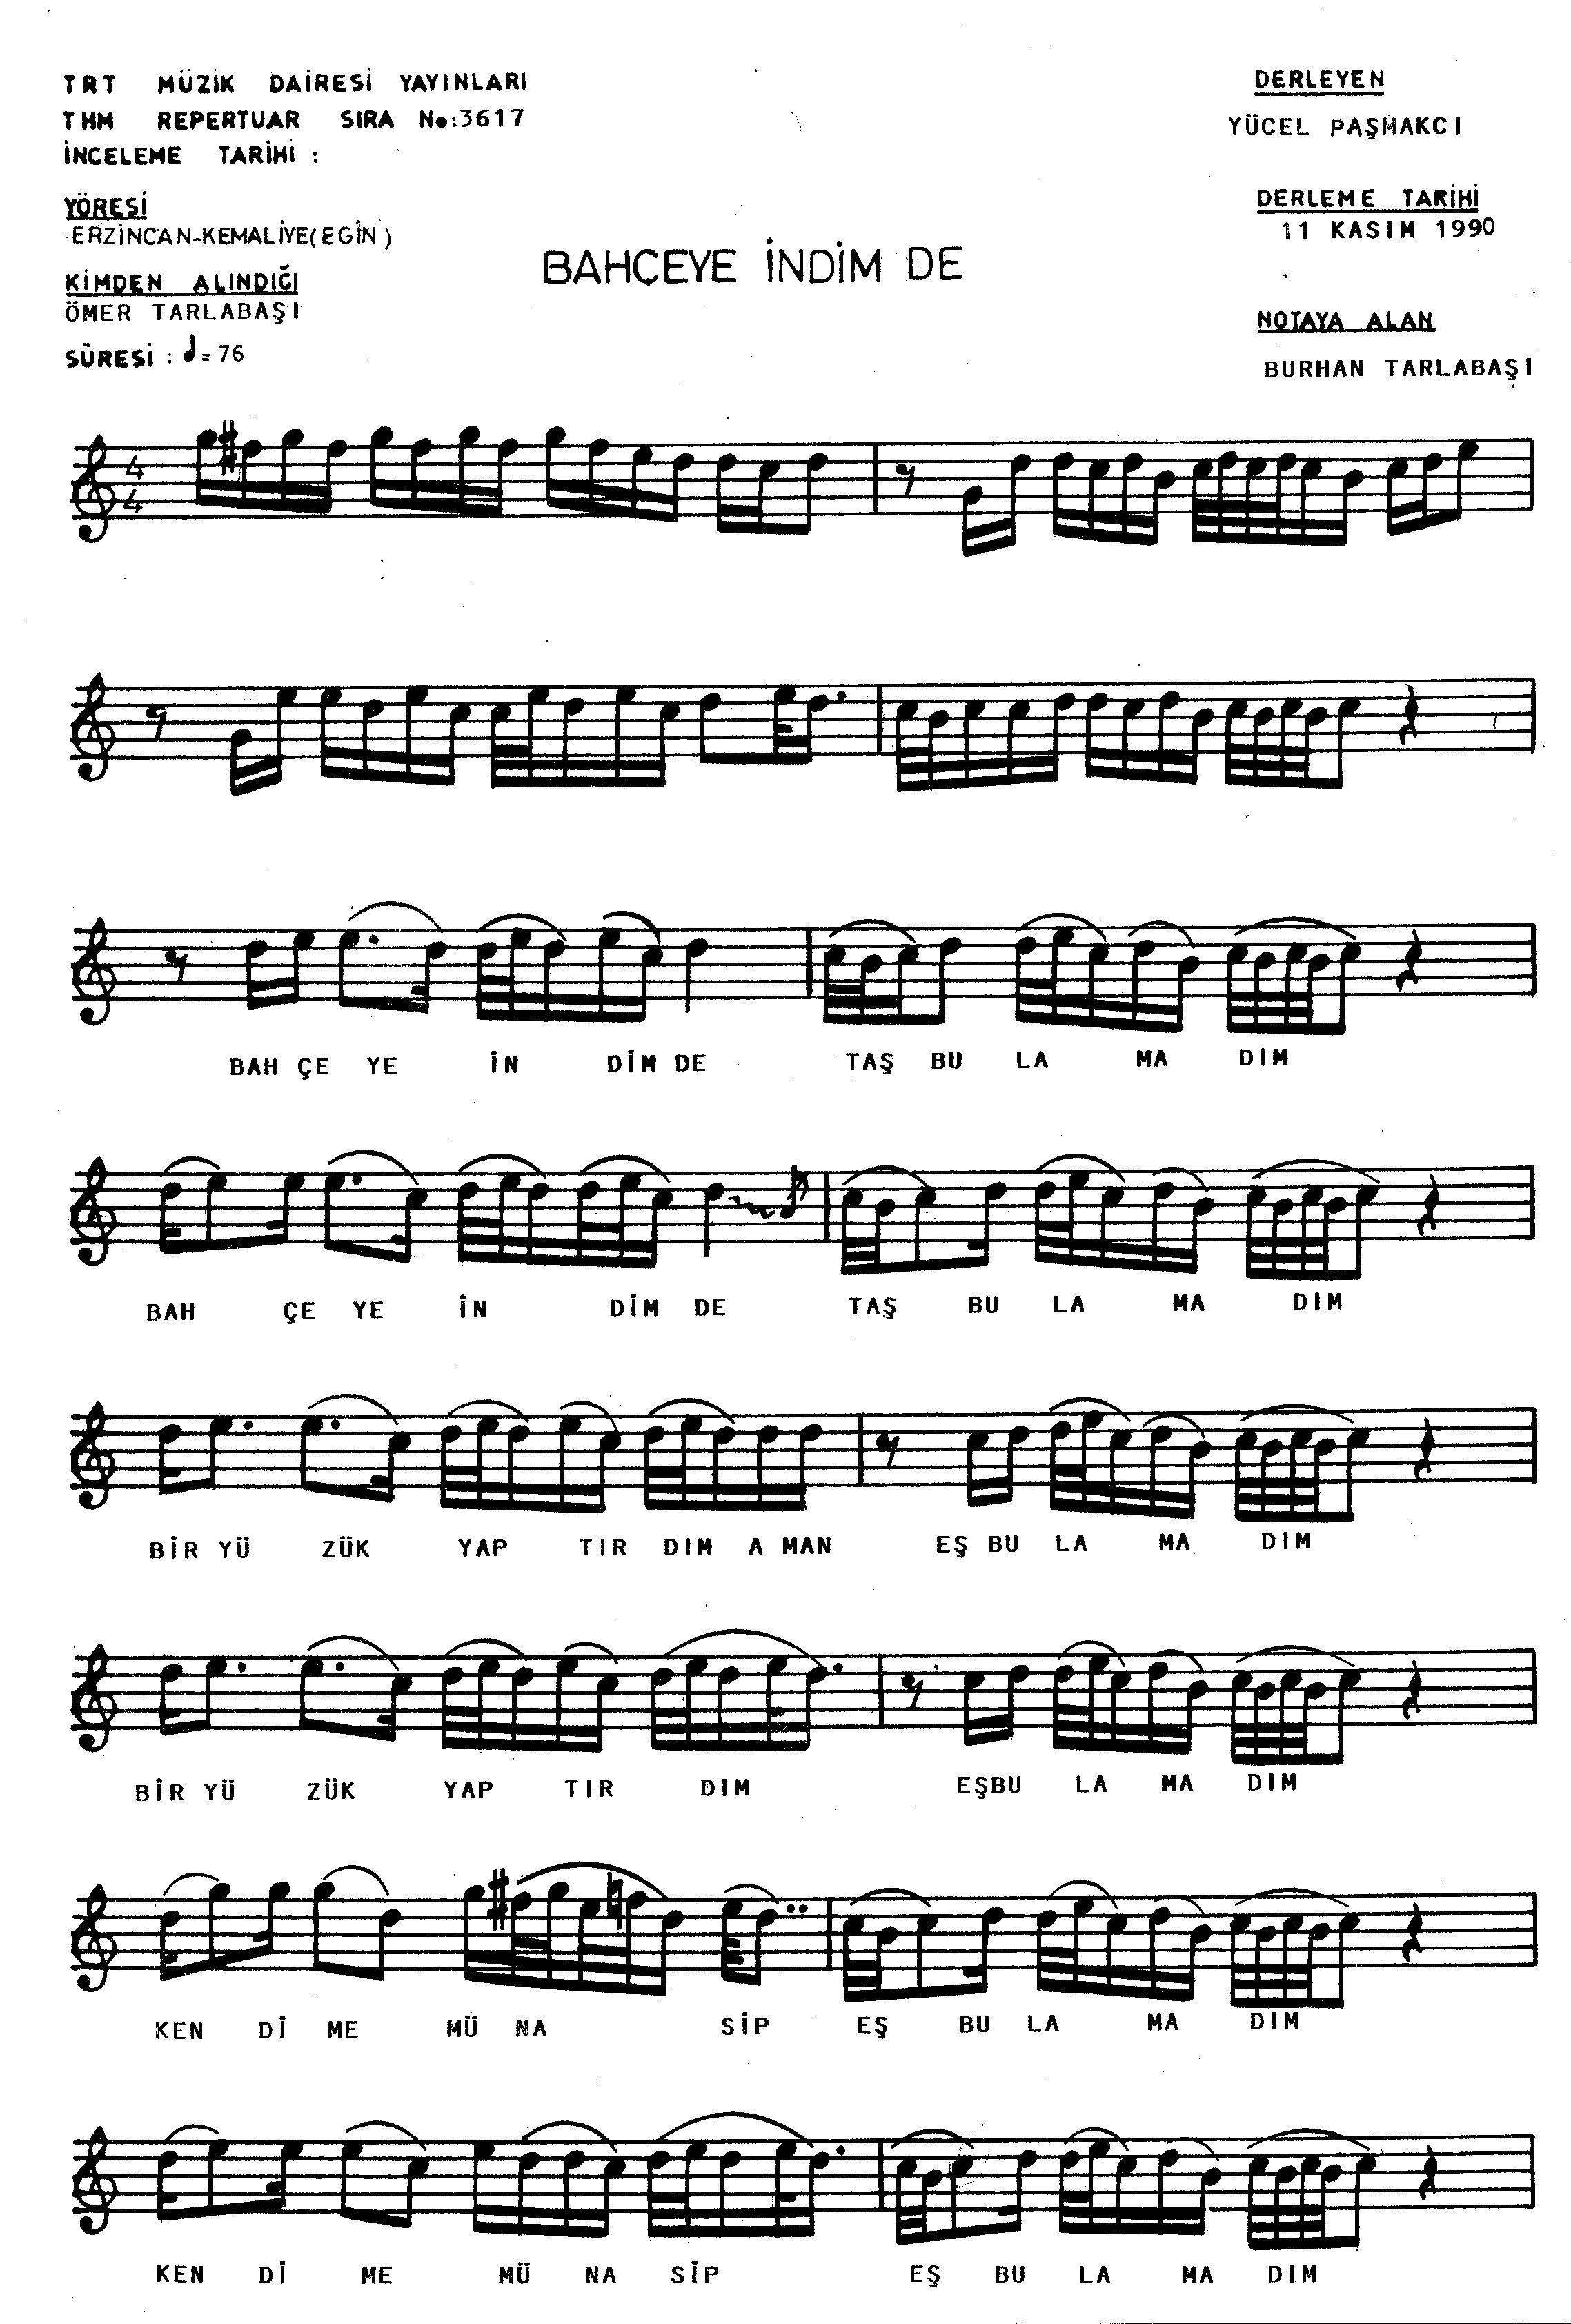 TRT MÜZİK DAİRESİ YAYINLARI
THM REPERTUAR SIRA No:3617
İNCELEME TARİHİ :
YÖRESİ
ERZİNCAN-KEMALİYE(EGİN)
KİMDEN ALINDIĞI
ÖMER TARLABAŞI
SÜRESİ : ♩=76
BAHÇEYE İNDİM DE
DERLEYEN
YÜCEL PAŞMAKCI
DERLEME TARİHİ
11 KASIM 1990
NOTAYA ALAN
BURHAN TARLABAŞI
4
4
BAH ÇE YE İN DİM DE TAŞ BU LA MA DIM
BAH ÇE YE İN DİM DE TAŞ BU LA MA DIM
BİR YÜ ZÜK YAP TIR DIM A MAN EŞ BU LA MA DIM
BİR YÜ ZÜK YAP TIR DIM EŞBU LA MA DIM
KEN Dİ ME MÜ NA SİP EŞ BU LA MA DIM
KEN Dİ ME MÜ NA SİP EŞ BU LA MA DIM